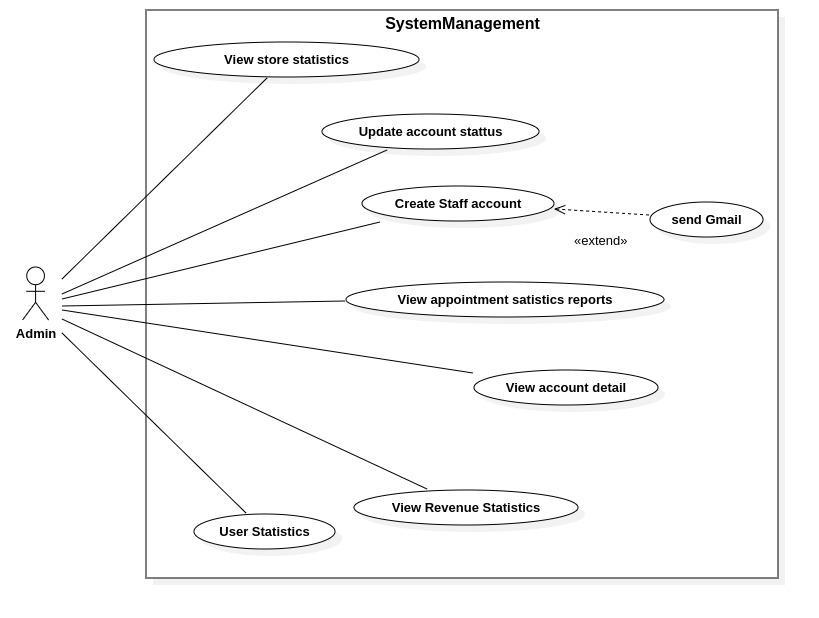 SystemManagement
View store statistics
Update account stattus
Create Staff account
send Gmail
«extend»
View appointment satistics reports
Admin
View account detail
View Revenue Statistics
User Statistics